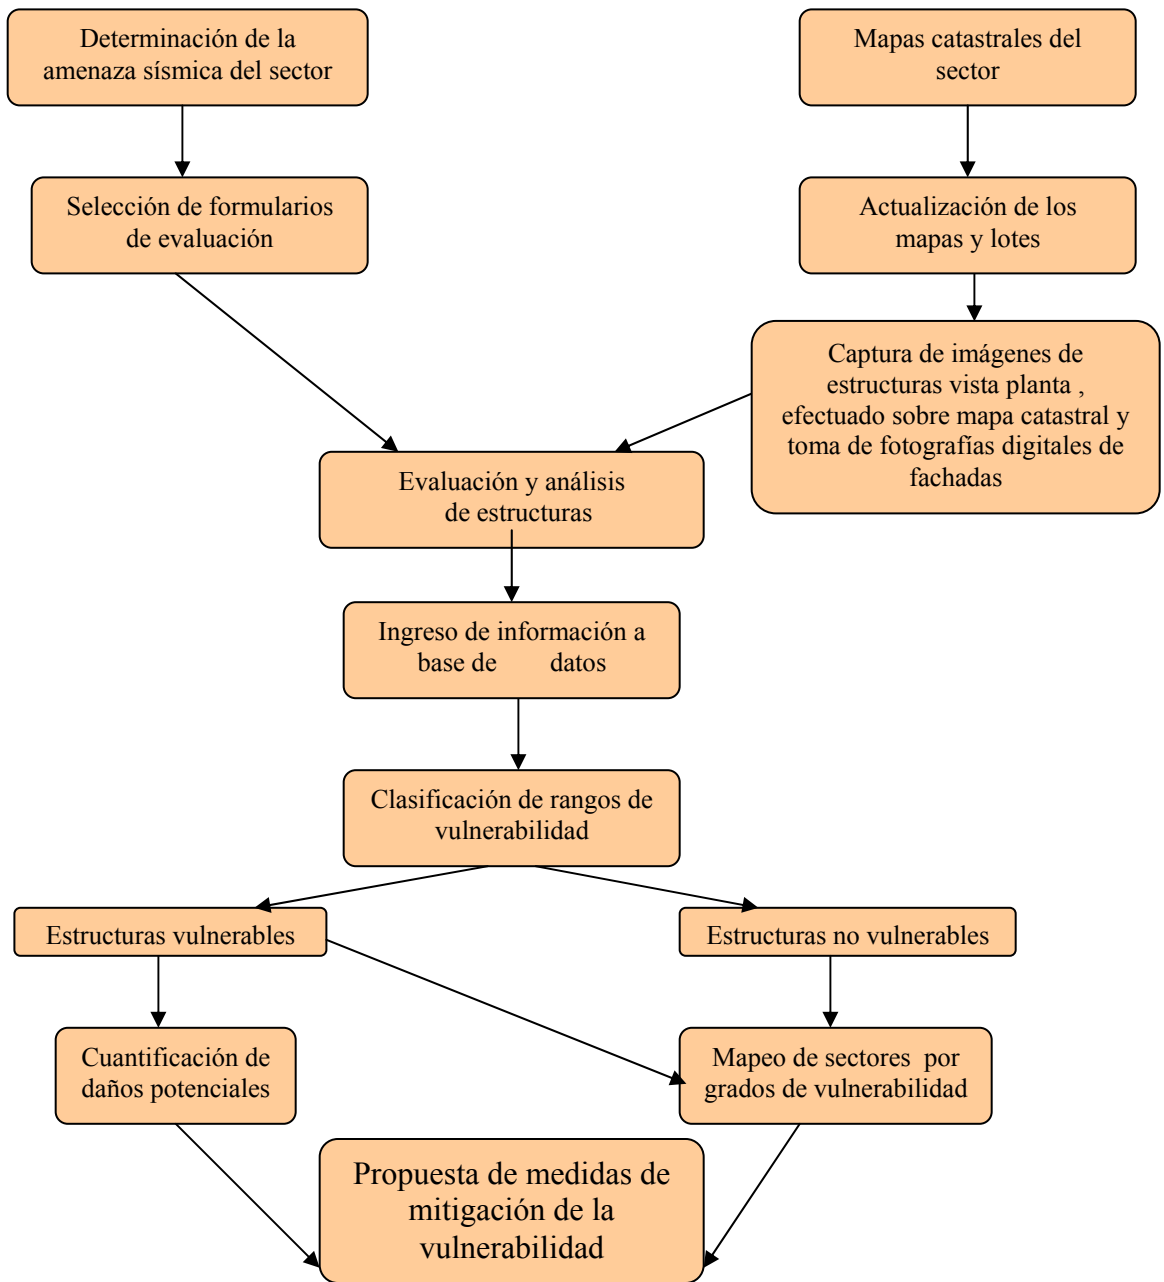 Determinación de la
amenaza sísmica del sector
Mapas catastrales del
sector
Selección de formularios
de evaluación
Actualización de los
mapas y lotes
Captura de imágenes de
estructuras vista planta ,
efectuado sobre mapa catastral y
toma de fotografías digitales de
fachadas
Evaluación y análisis
de estructuras
Ingreso de información a
base de datos
Clasificación de rangos de
vulnerabilidad
Estructuras vulnerables
Estructuras no vulnerables
Cuantificación de
daños potenciales
Mapeo de sectores por
grados de vulnerabilidad
Propuesta de medidas de
mitigación de la
vulnerabilidad